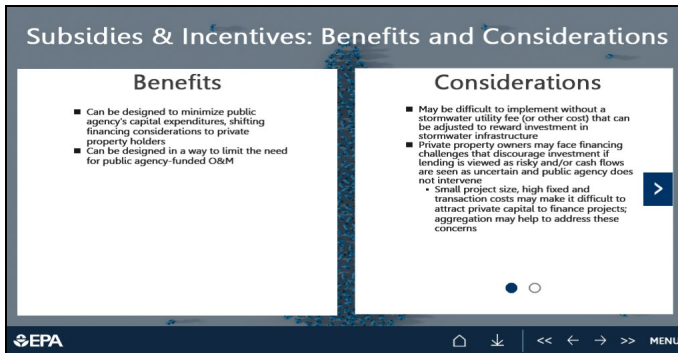 Subsidies & Incentives: Benefits and Considerations
Benefits
■ Can be designed to minimize public
agency's capital expenditures, shifting
financing considerations to private
property holders
■ Can be designed in a way to limit the need
for public agency-funded O&M
Considerations
■ May be difficult to implement without a
stormwater utility fee (or other cost) that can
be adjusted to reward investment in
stormwater infrastructure
■ Private property owners may face financing
challenges that discourage investment if
lending is viewed as risky and/or cash flows
are seen as uncertain and public agency does
not intervene
▪ Small project size, high fixed and
transaction costs may make it difficult to
attract private capital to finance projects;
aggregation may help to address these
concerns
EPA
<< ← → >> MENU